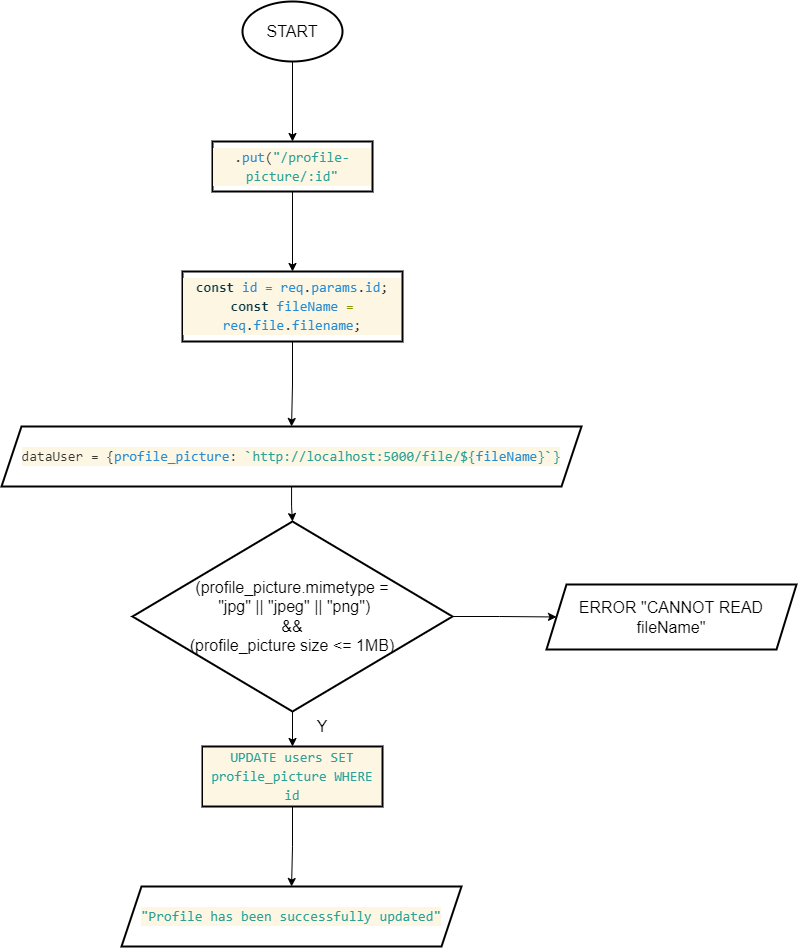 START
.put("/profile-
picture/:id"
const id = req.params.id;
const fileName =
req.file.filename;
dataUser = {profile_picture: `http://localhost:5000/file/${fileName}`}
(profile_picture.mimetype =
"jpg" || "jpeg" || "png")
&&
(profile_picture size <= 1MB)
ERROR "CANNOT READ
fileName"
Y
UPDATE users SET
profile_picture WHERE
id
"Profile has been successfully updated"